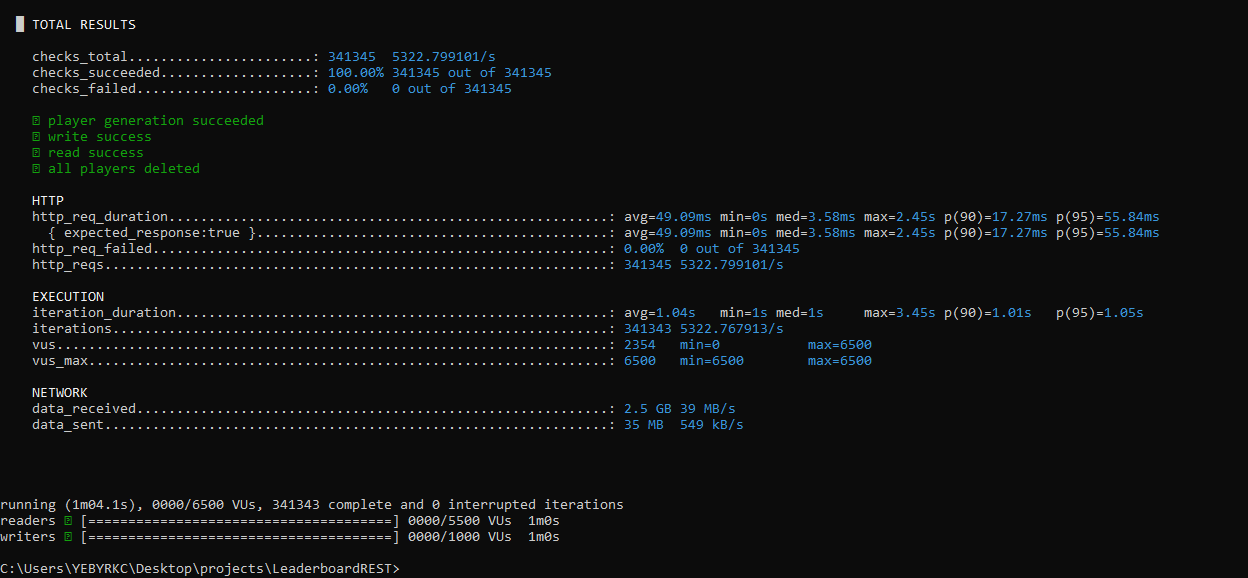 TOTAL RESULTS
checks_total.......................: 341345 5322.799101/s
checks_succeeded...................: 100.00% 341345 out of 341345
checks_failed......................: 0.00% 0 out of 341345
player generation succeeded
write success
read success
all players deleted
HTTP
http_req_duration.......................................................: avg=49.09ms min=0s med=3.58ms max=2.45s p(90)=17.27ms p(95)=55.84ms
{ expected_response:true }............................................: avg=49.09ms min=0s med=3.58ms max=2.45s p(90)=17.27ms p(95)=55.84ms
http_req_failed.........................................................: 0.00% 0 out of 341345
http_reqs...............................................................: 341345 5322.799101/s
EXECUTION
iteration_duration......................................................: avg=1.04s min=1s med=1s max=3.45s p(90)=1.01s p(95)=1.05s
iterations..............................................................: 341343 5322.767913/s
vus.....................................................................: 2354 min=0 max=6500
vus_max.................................................................: 6500 min=6500 max=6500
NETWORK
data_received...........................................................: 2.5 GB 39 MB/s
data_sent...............................................................: 35 MB 549 kB/s
running (1m04.1s), 0000/6500 VUs, 341343 complete and 0 interrupted iterations
readers [======================================] 0000/5500 VUs 1m0s
writers [======================================] 0000/1000 VUs 1m0s
C:\Users\YEBYRKC\Desktop\projects\LeaderboardREST>